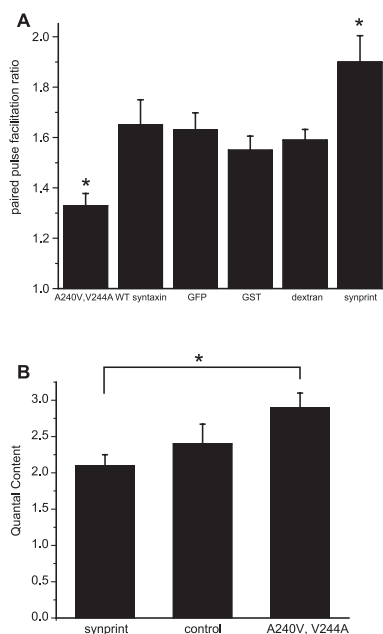 A
*
2.0
1.8
1.6
1.4
1.2
1.0
paired pulse facilitation ratio
*
A240V,V244A WT syntaxin GFP GST dextran synprint
B
*
3.0
2.5
2.0
1.5
1.0
0.5
0.0
Quantal Content
synprint control A240V, V244A